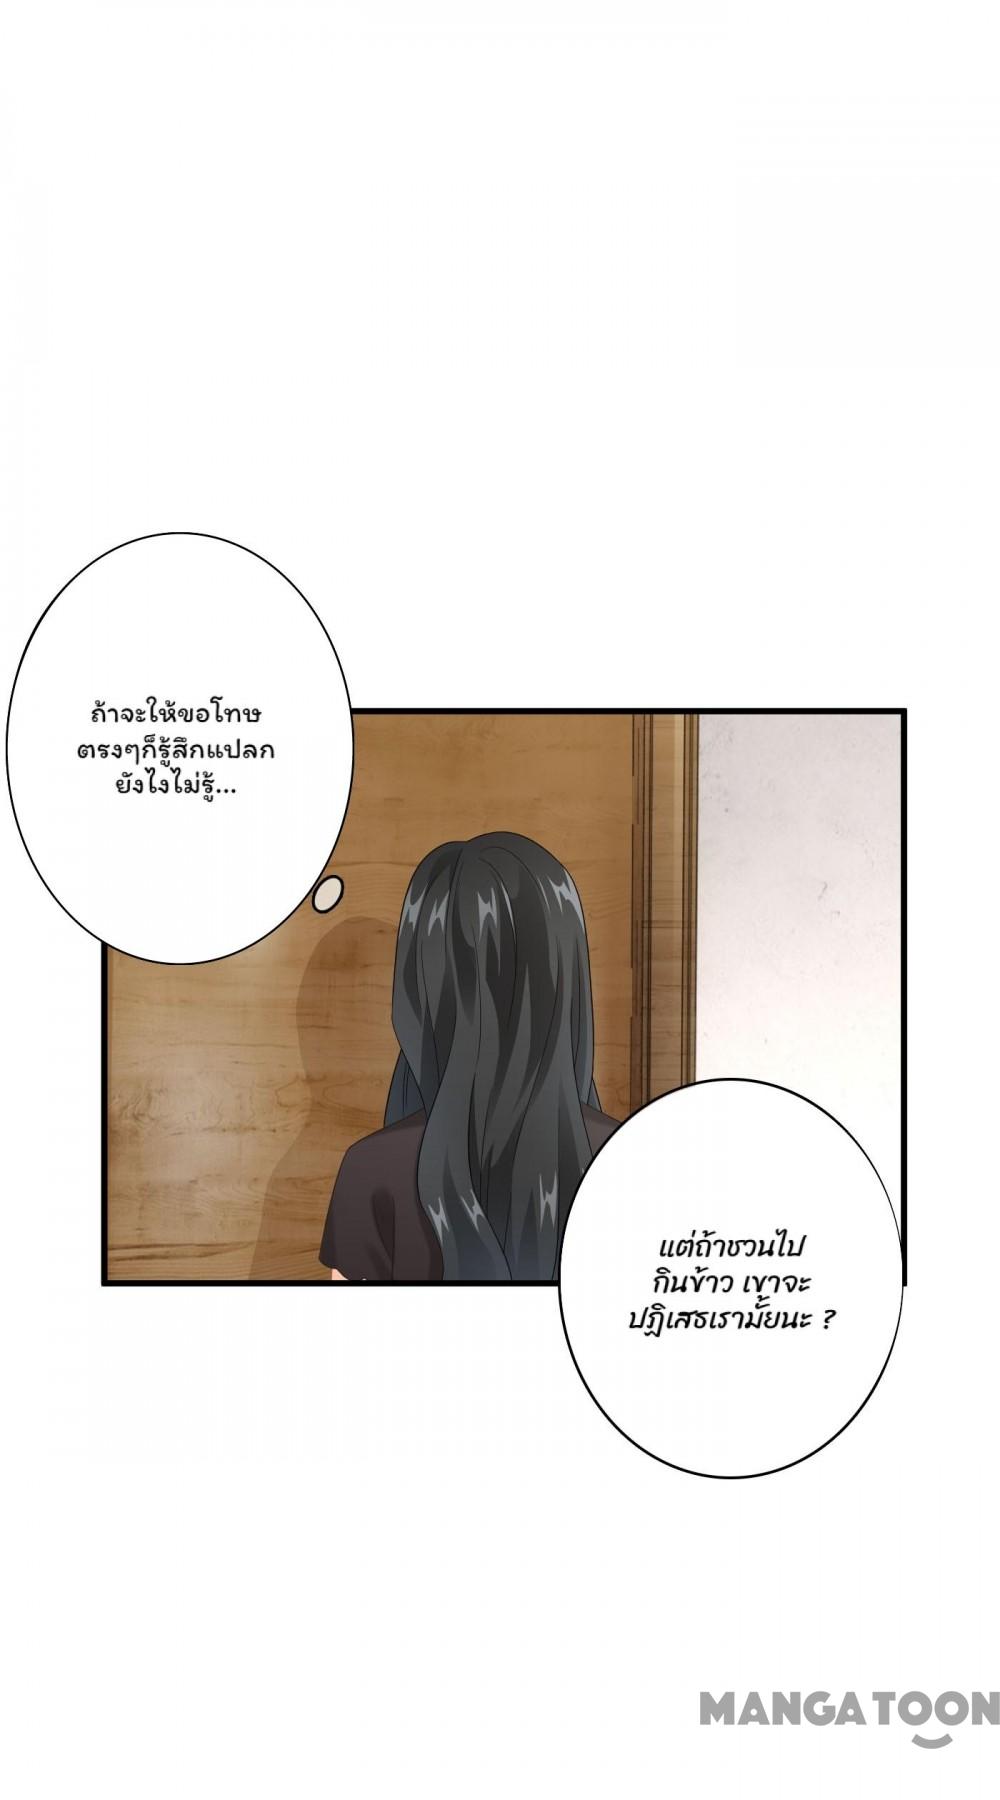 ถ้าจะให้ขอโทษ
ตรงๆก็รู้สึกแปลก
ยังไงไม่รู้...
แต่ถ้าชวนไป
กินข้าว เขาจะ
ปฏิเสธเรามั้ยนะ ?
MANGATOON